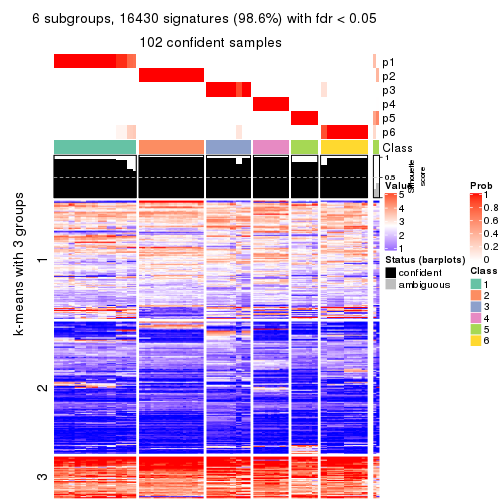 6 subgroups, 16430 signatures (98.6%) with fdr < 0.05
102 confident samples
p1
p2
p3
p4
p5
p6
Class
1
0.5
Silhouette
score
k-means with 3 groups
1
2
3
Value
5
4
3
2
1
Status (barplots)
confident
ambiguous
Prob
1
0.8
0.6
0.4
0.2
0
Class
1
2
3
4
5
6